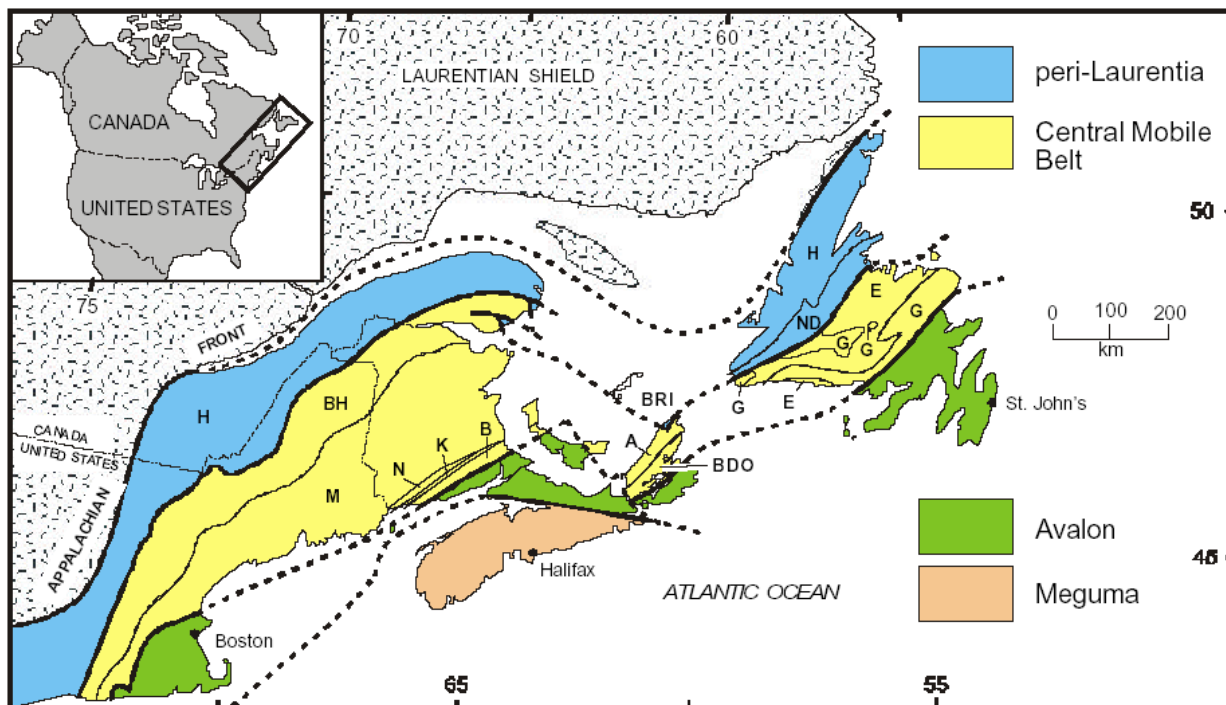 70
60
LAURENTIAN SHIELD
peri-Laurentia
CANADA
Central Mobile
Belt
UNITED STATES
50
H
E
75
ND
G
0 100 200
km
FRONT
P
G
G
BH
BRI
G
E
St. John's
H
CANADA
UNITED STATES
B
K
A
N
BDO
M
APPALACHIAN
Avalon
Halifax
45
ATLANTIC OCEAN
Meguma
Boston
65
55